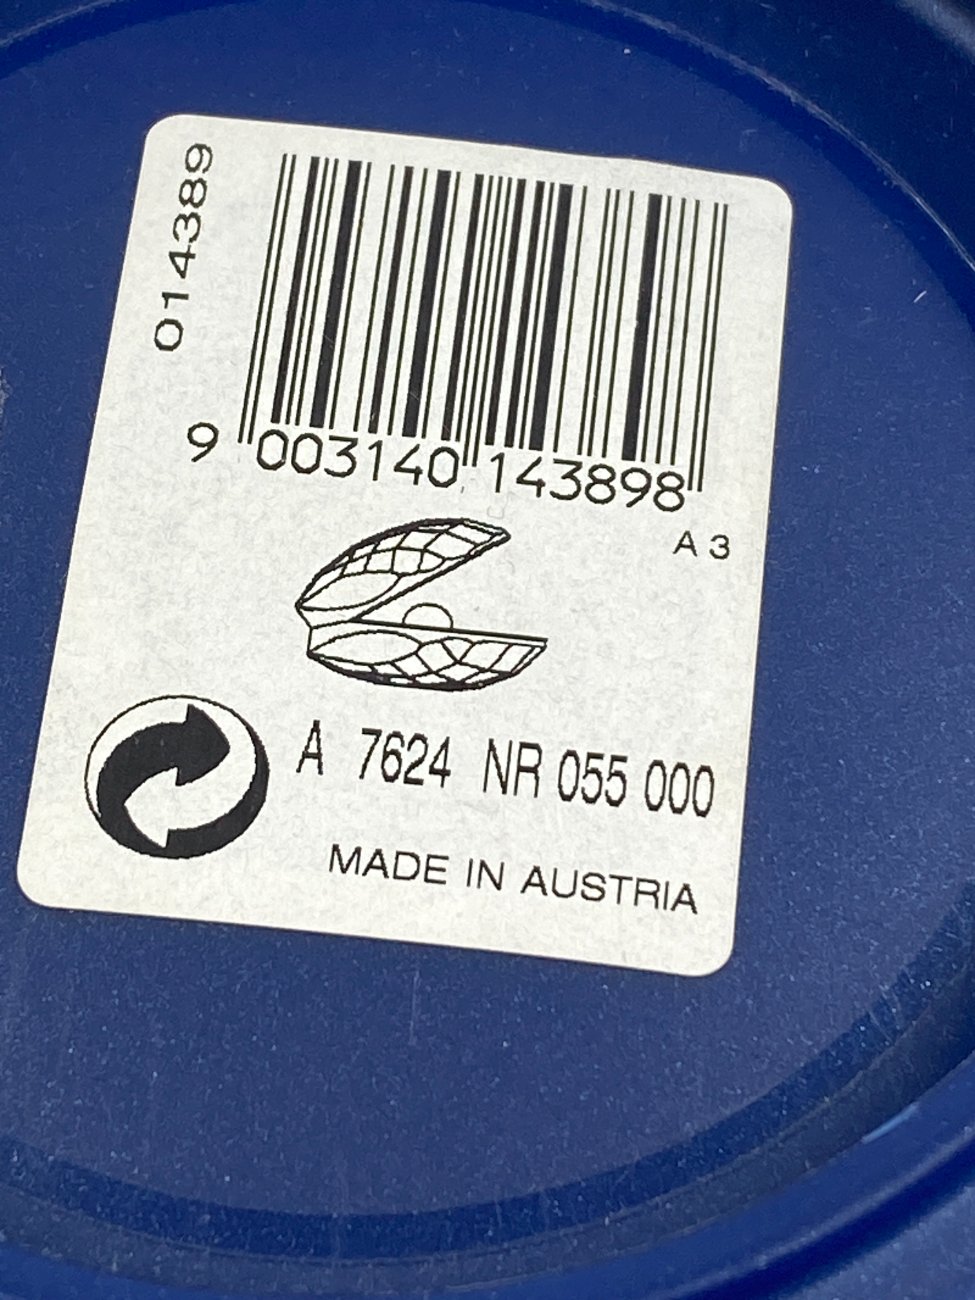 014389
9 003140 143898
A 3
A 7624 NR 055 000
MADE IN AUSTRIA